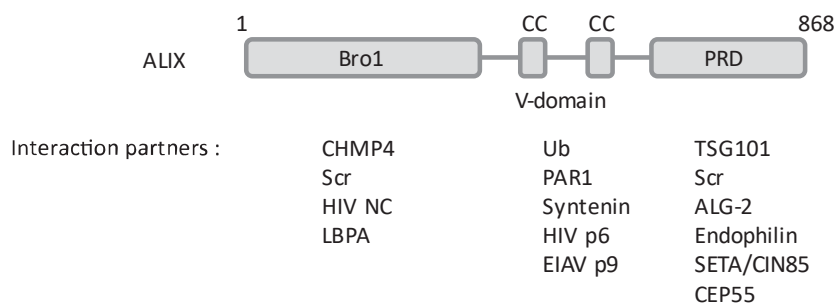 1 CC CC 868
ALIX Bro1 PRD
V-domain
Interaction partners : CHMP4 Ub TSG101
Scr PAR1 Scr
HIV NC Syntenin ALG-2
LBPA HIV p6 Endophilin
EIAV p9 SETA/CIN85
CEP55